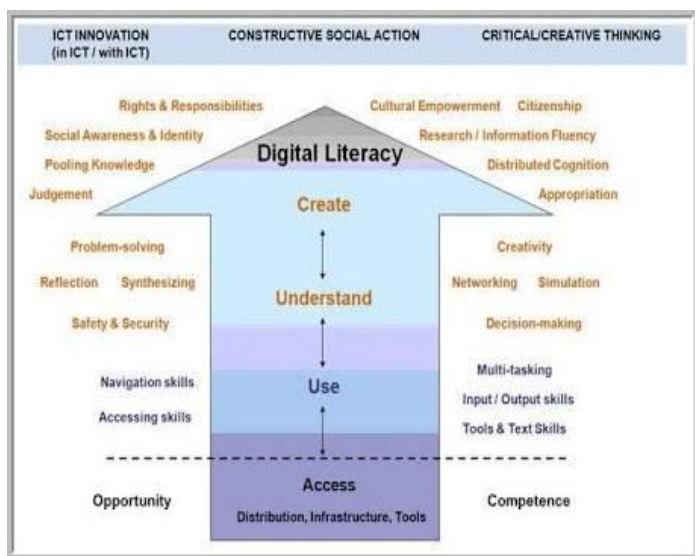 ICT INNOVATION
(in ICT / with ICT)
CONSTRUCTIVE SOCIAL ACTION
CRITICAL/CREATIVE THINKING
Rights & Responsibilities
Cultural Empowerment
Citizenship
Social Awareness & Identity
Research / Information Fluency
Digital Literacy
Pooling Knowledge
Distributed Cognition
Judgement
Create
Appropriation
Problem-solving
Creativity
Reflection
Synthesizing
Understand
Networking
Simulation
Safety & Security
Decision-making
Navigation skills
Use
Multi-tasking
Accessing skills
Input / Output skills
Tools & Text Skills
Opportunity
Access
Distribution, Infrastructure, Tools
Competence